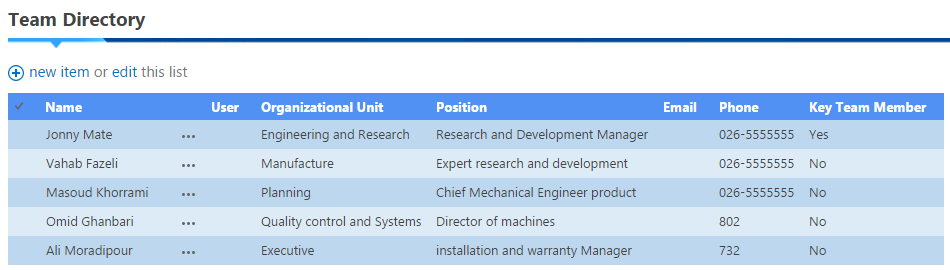 Team Directory
new item or edit this list
Name User Organizational Unit Position Email Phone Key Team Member
Jonny Mate ... Engineering and Research Research and Development Manager 026-5555555 Yes
Vahab Fazeli ... Manufacture Expert research and development 026-5555555 No
Masoud Khorrami ... Planning Chief Mechanical Engineer product 026-5555555 No
Omid Ghanbari ... Quality control and Systems Director of machines 802 No
Ali Moradipour ... Executive installation and warranty Manager 732 No